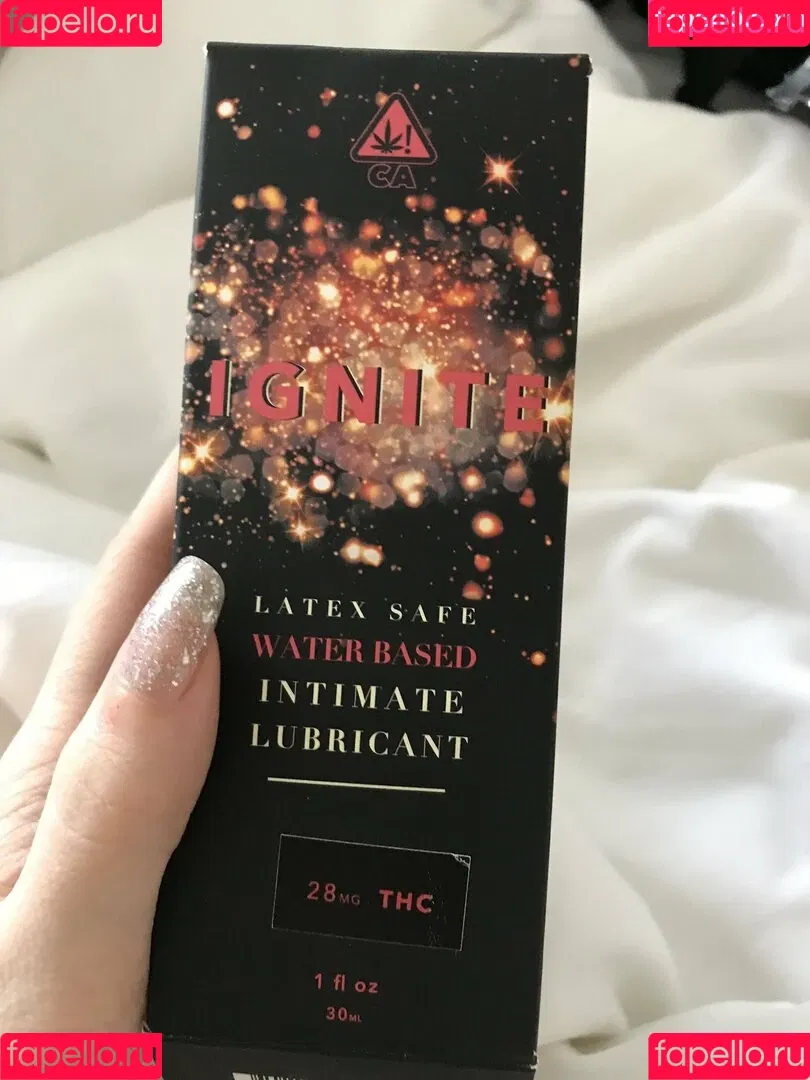 fapello.ru
fapello.ru
CA
IGNITE
LATEX SAFE
WATER BASED
INTIMATE
LUBRICANT
28MG THC
1 fl oz
30ML
fapello.ru
fapello.ru